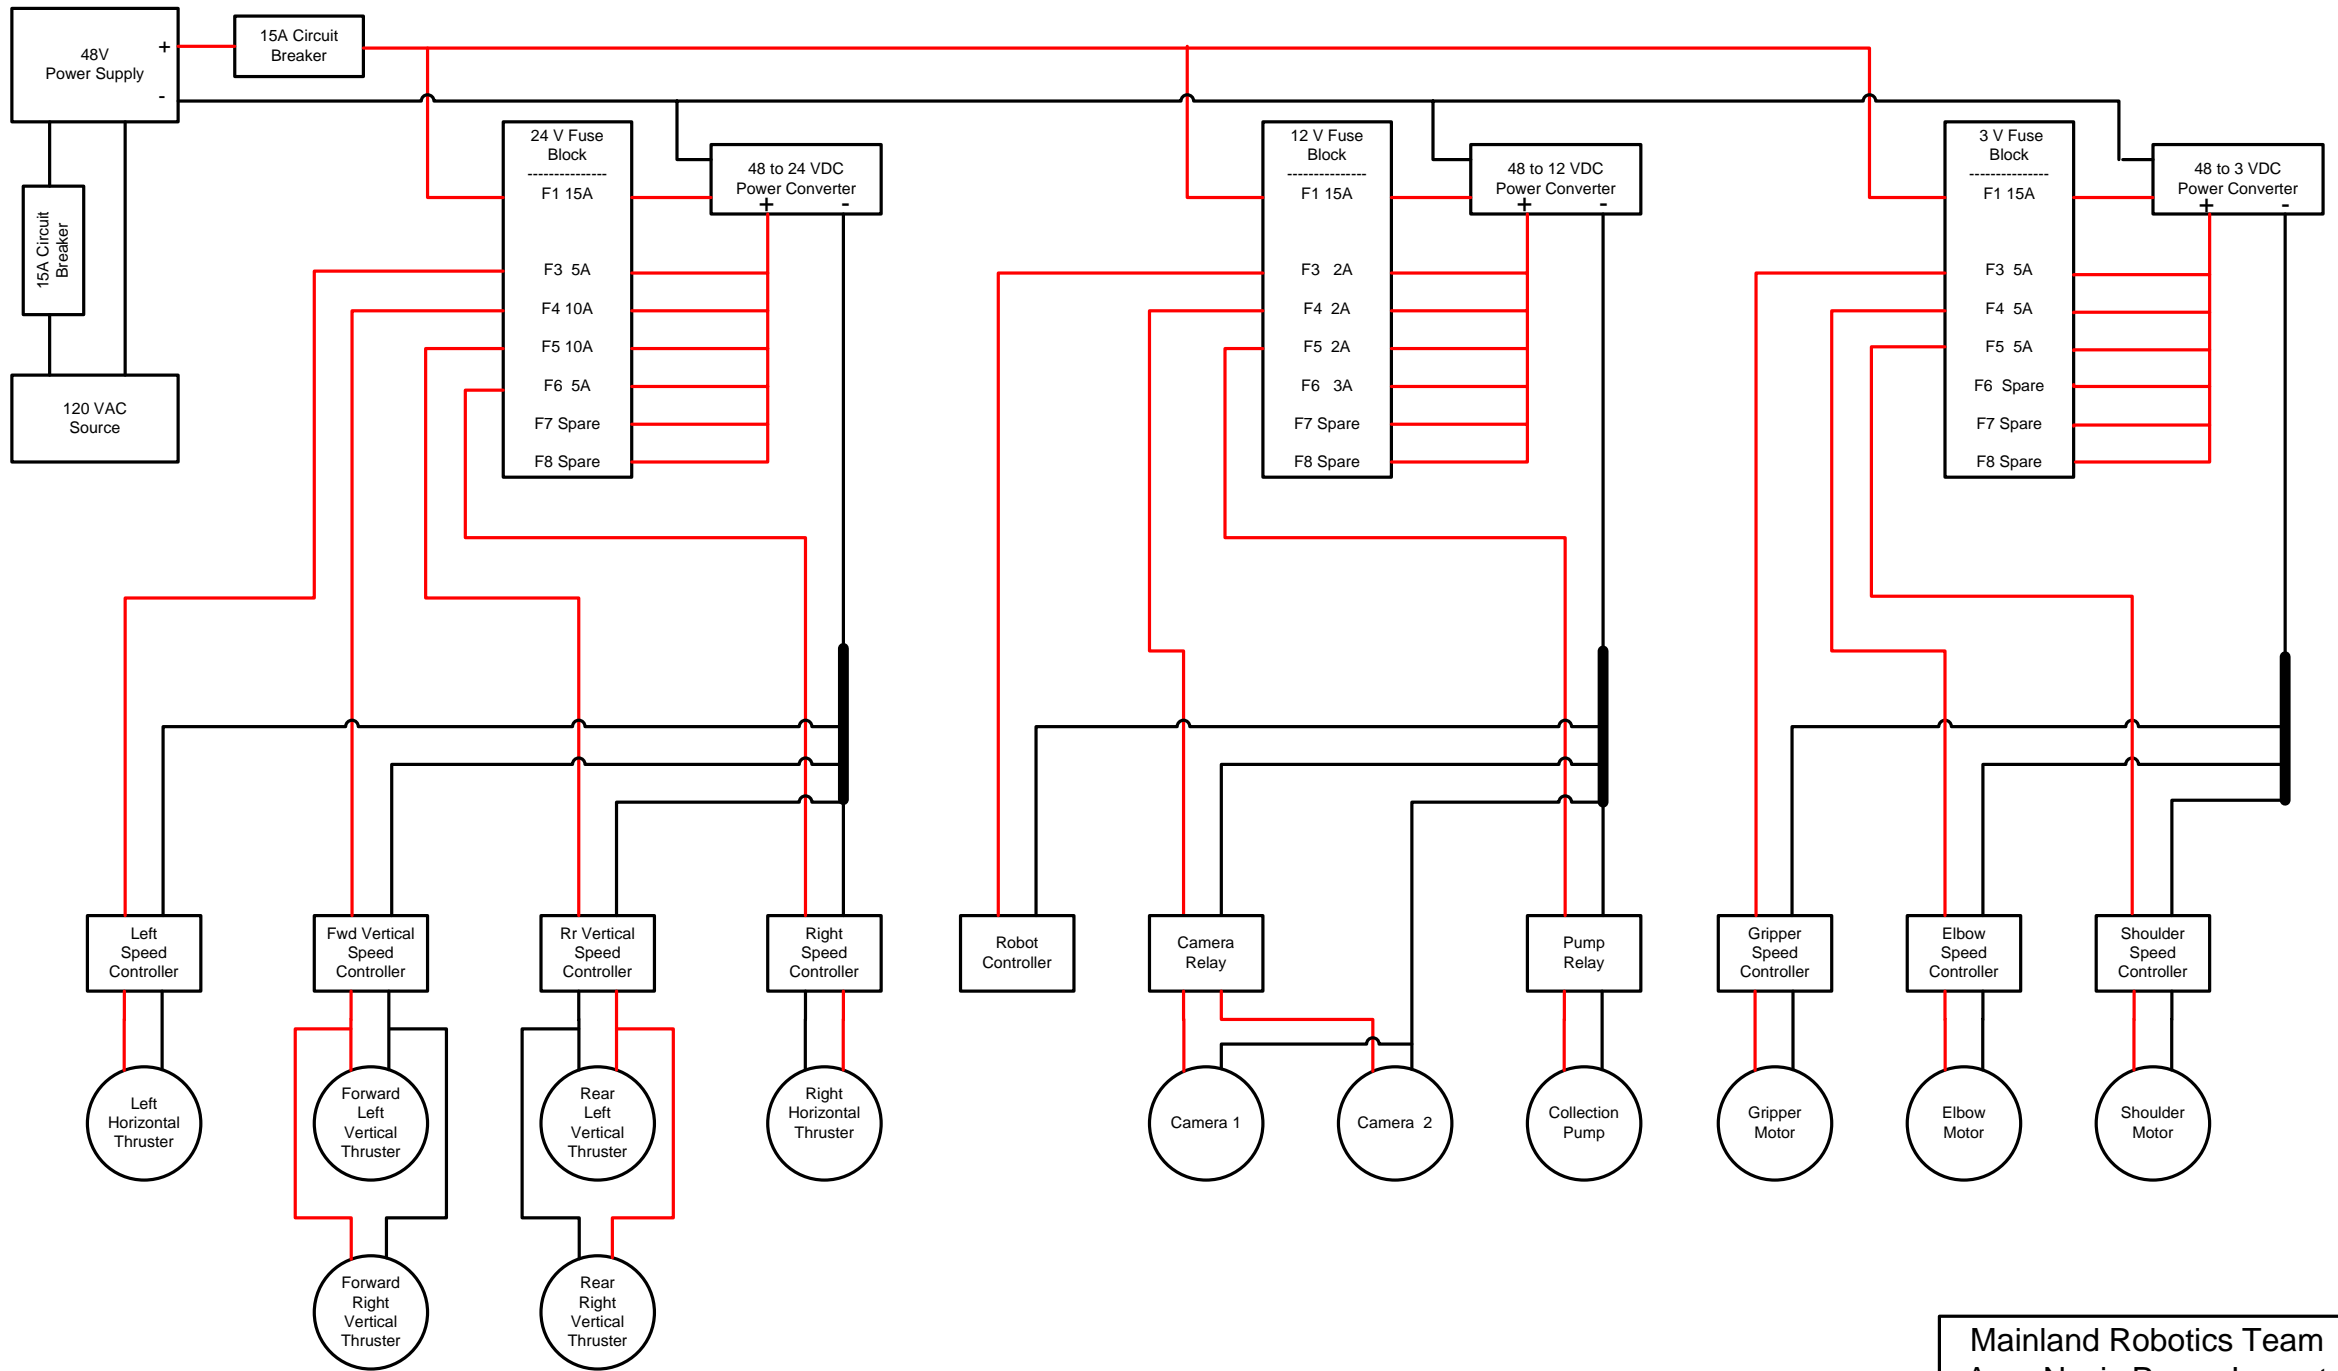 48V
Power Supply
+
-
15A Circuit
Breaker
15A Circuit
Breaker
120 VAC
Source
24 V Fuse
Block
---------------
F1 15A
F3 5A
F4 10A
F5 10A
F6 5A
F7 Spare
F8 Spare
48 to 24 VDC
Power Converter
+ -
12 V Fuse
Block
---------------
F1 15A
F3 2A
F4 2A
F5 2A
F6 3A
F7 Spare
F8 Spare
48 to 12 VDC
Power Converter
+ -
3 V Fuse
Block
---------------
F1 15A
F3 5A
F4 5A
F5 5A
F6 Spare
F7 Spare
F8 Spare
48 to 3 VDC
Power Converter
+ -
Left
Speed
Controller
Fwd Vertical
Speed
Controller
Rr Vertical
Speed
Controller
Right
Speed
Controller
Robot
Controller
Camera
Relay
Pump
Relay
Gripper
Speed
Controller
Elbow
Speed
Controller
Shoulder
Speed
Controller
Left
Horizontal
Thruster
Forward
Left
Vertical
Thruster
Rear
Left
Vertical
Thruster
Right
Horizontal
Thruster
Camera 1
Camera 2
Collection
Pump
Gripper
Motor
Elbow
Motor
Shoulder
Motor
Forward
Right
Vertical
Thruster
Rear
Right
Vertical
Thruster
Mainland Robotics Team